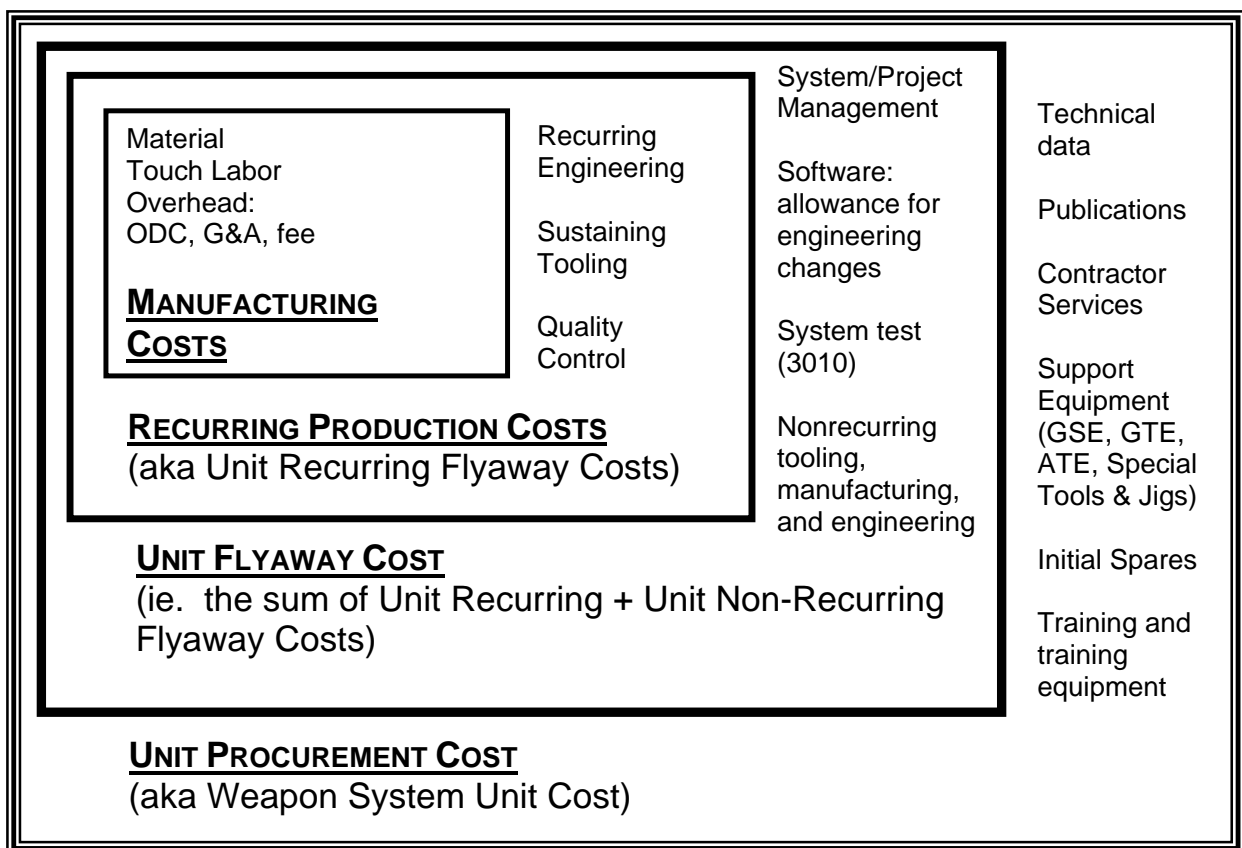 Material
Touch Labor
Overhead:
ODC, G&A, fee
MANUFACTURING
COSTS
Recurring
Engineering
Sustaining
Tooling
Quality
Control
RECURRING PRODUCTION COSTS
(aka Unit Recurring Flyaway Costs)
System/Project
Management
Software:
allowance for
engineering
changes
System test
(3010)
Nonrecurring
tooling,
manufacturing,
and engineering
UNIT FLYAWAY COST
(ie. the sum of Unit Recurring + Unit Non-Recurring
Flyaway Costs)
Technical
data
Publications
Contractor
Services
Support
Equipment
(GSE, GTE,
ATE, Special
Tools & Jigs)
Initial Spares
Training and
training
equipment
UNIT PROCUREMENT COST
(aka Weapon System Unit Cost)